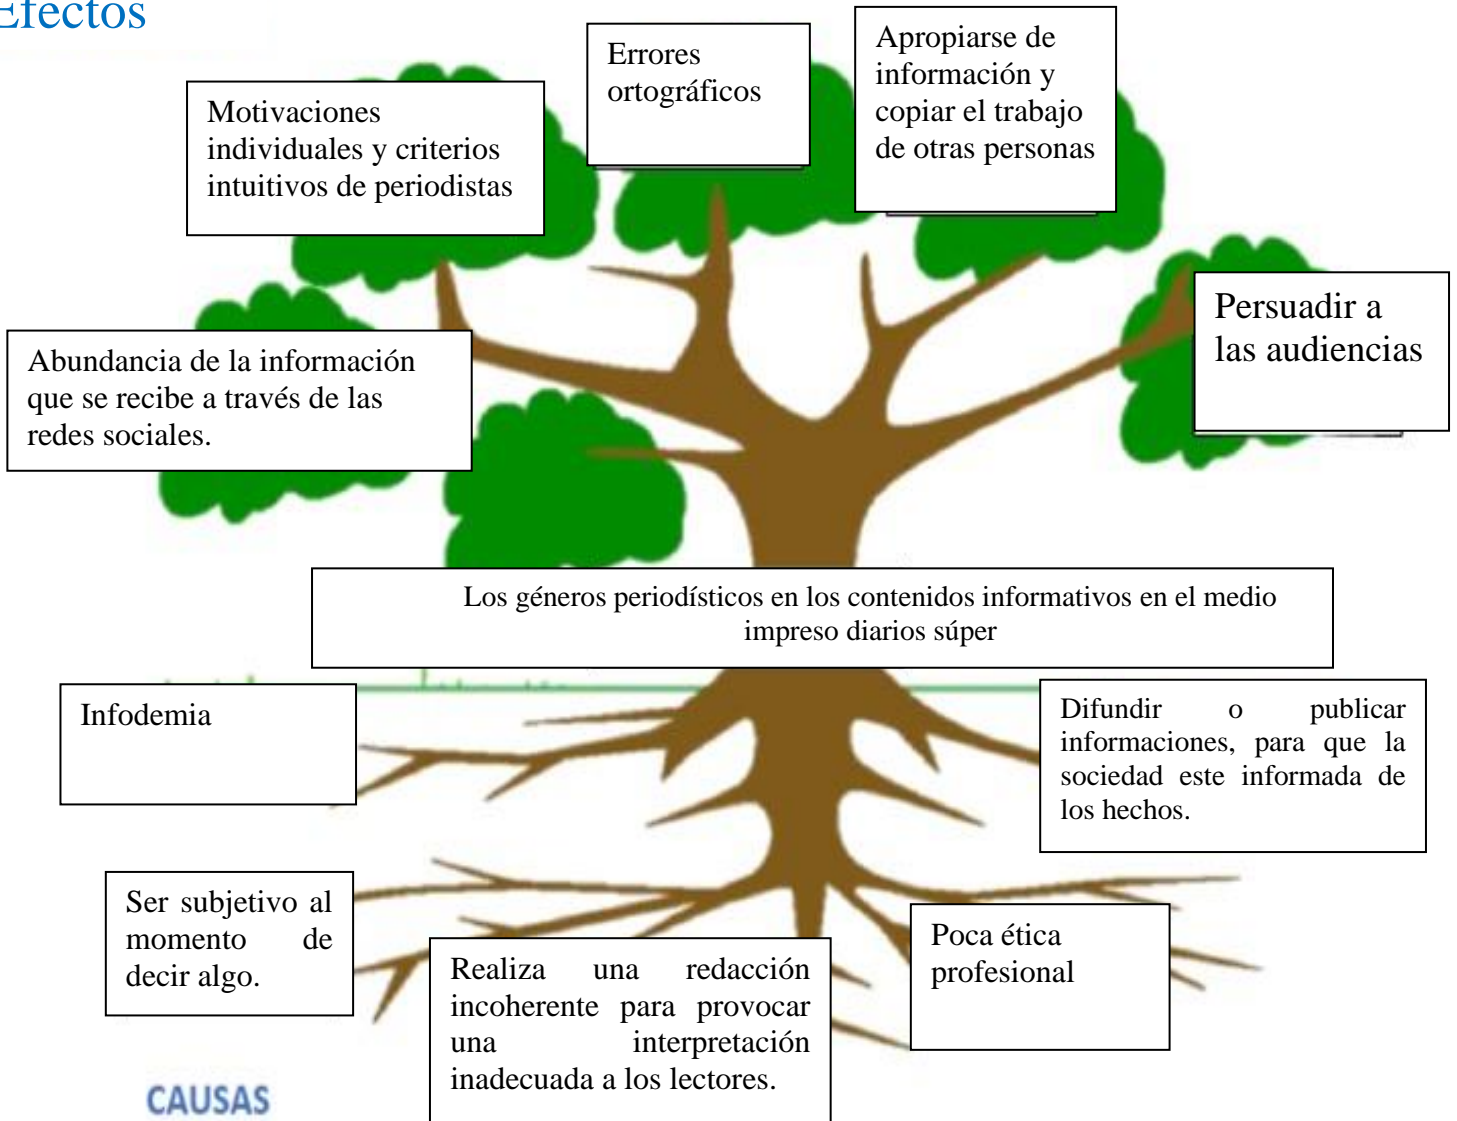 Efectos
Errores
ortográficos
Apropiarse de
información y
copiar el trabajo
de otras personas
Motivaciones
individuales y criterios
intuitivos de periodistas
Persuadir a
las audiencias
Abundancia de la información
que se recibe a través de las
redes sociales.
Los géneros periodísticos en los contenidos informativos en el medio
impreso diarios súper
Infodemia
Difundir o publicar
informaciones, para que la
sociedad este informada de
los hechos.
Ser subjetivo al
momento de
decir algo.
Realiza una redacción
incoherente para provocar
una interpretación
inadecuada a los lectores.
Poca ética
profesional
CAUSAS